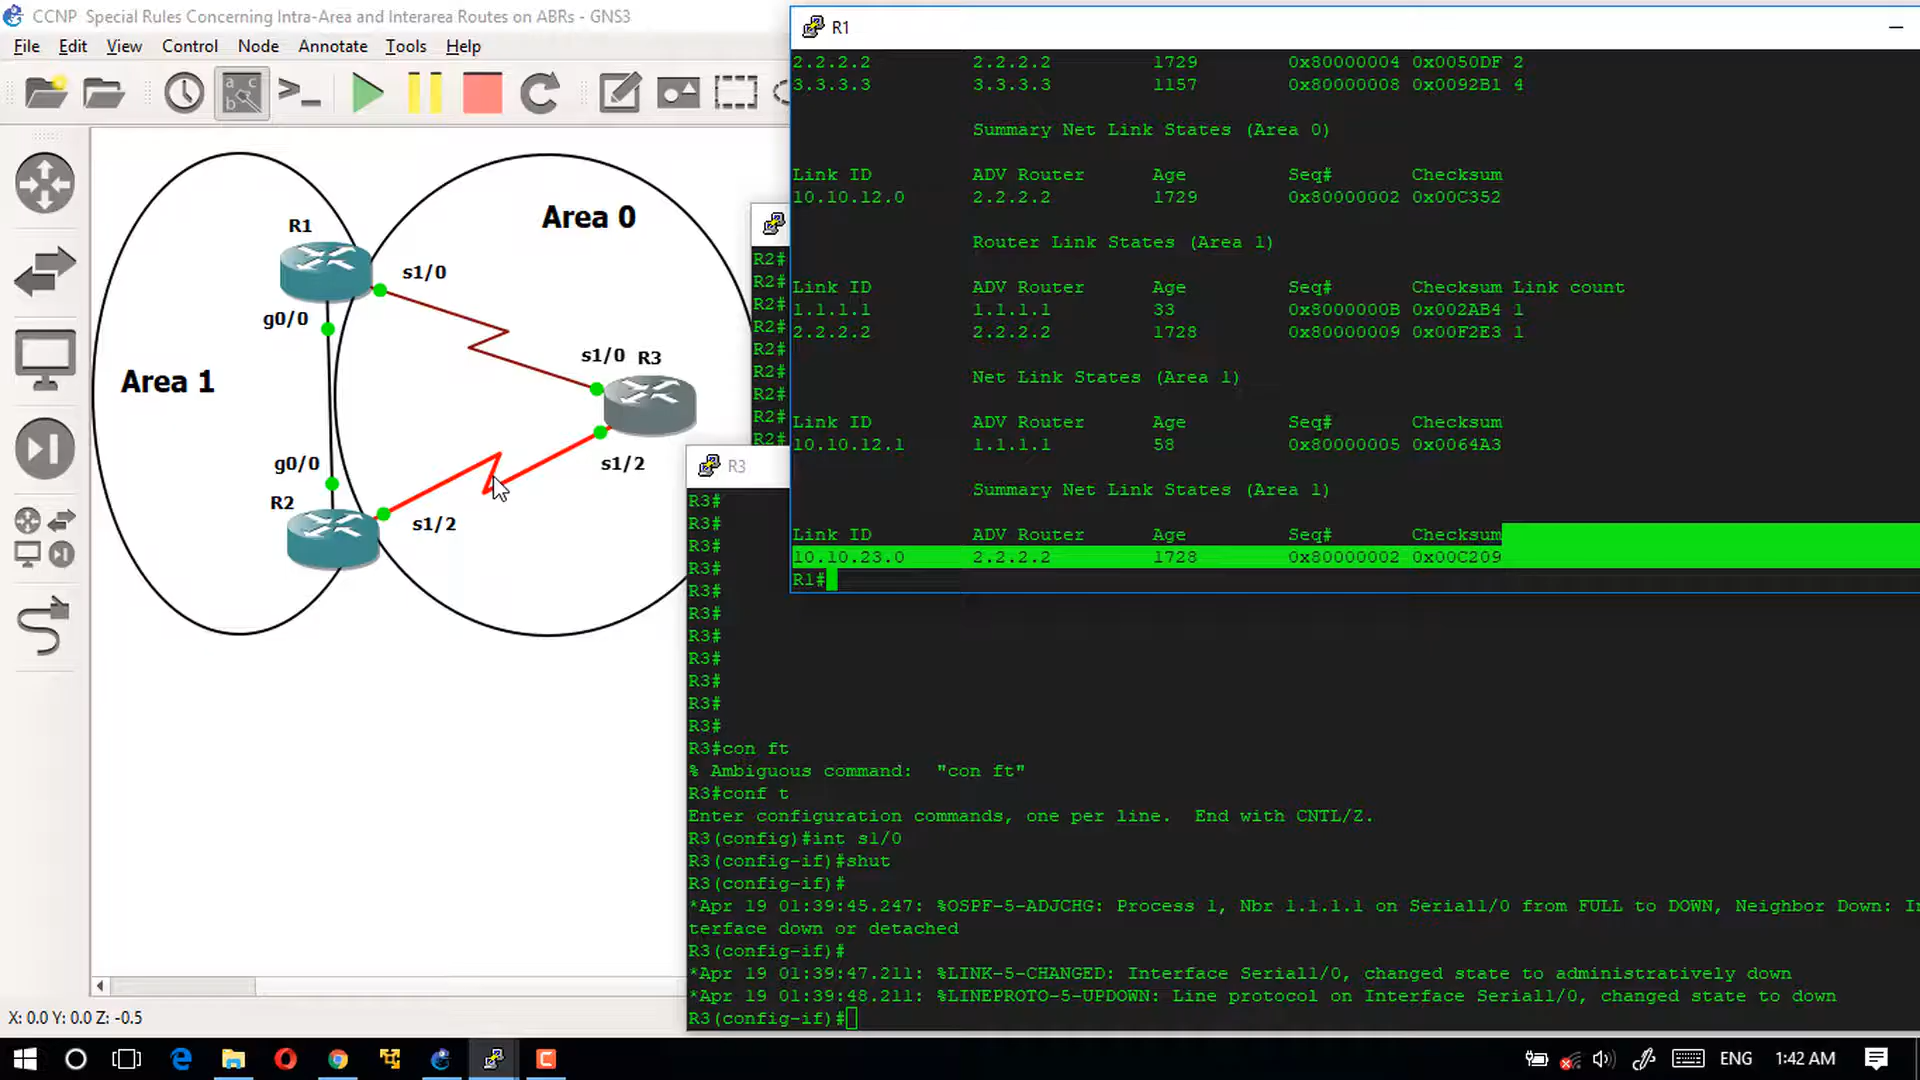 CCNP Special Rules Concerning Intra-Area and Interarea Routes on ABRs - GNS3
File Edit View Control Node Annotate Tools Help
Area 0
R1
s1/0
g0/0
s1/0 R3
Area 1
g0/0
s1/2
R2
s1/2
X: 0.0 Y: 0.0 Z: -0.5
R1
2.2.2.2 2.2.2.2 1729 0x80000004 0x0050DF 2
3.3.3.3 3.3.3.3 1157 0x80000008 0x0092B1 4
Summary Net Link States (Area 0)
Link ID ADV Router Age Seq# Checksum
10.10.12.0 2.2.2.2 1729 0x80000002 0x00C352
Router Link States (Area 1)
Link ID ADV Router Age Seq# Checksum Link count
1.1.1.1 1.1.1.1 33 0x8000000B 0x002AB4 1
2.2.2.2 2.2.2.2 1728 0x80000009 0x00F2E3 1
Net Link States (Area 1)
Link ID ADV Router Age Seq# Checksum
10.10.12.1 1.1.1.1 58 0x80000005 0x0064A3
Summary Net Link States (Area 1)
Link ID ADV Router Age Seq# Checksum
10.10.23.0 2.2.2.2 1728 0x80000002 0x00C209
R1#
R2#
R2#
R2#
R2#
R2#
R2#
R2#
R2#
R2#
R3
R3#
R3#
R3#
R3#
R3#
R3#
R3#
R3#
R3#
R3#
R3#
R3#con ft
% Ambiguous command: "con ft"
R3#conf t
Enter configuration commands, one per line. End with CNTL/Z.
R3(config)#int s1/0
R3(config-if)#shut
R3(config-if)#
*Apr 19 01:39:45.247: %OSPF-5-ADJCHG: Process 1, Nbr 1.1.1.1 on Serial1/0 from FULL to DOWN, Neighbor Down: In
terface down or detached
R3(config-if)#
*Apr 19 01:39:47.211: %LINK-5-CHANGED: Interface Serial1/0, changed state to administratively down
*Apr 19 01:39:48.211: %LINEPROTO-5-UPDOWN: Line protocol on Interface Serial1/0, changed state to down
R3(config-if)#
ENG 1:42 AM